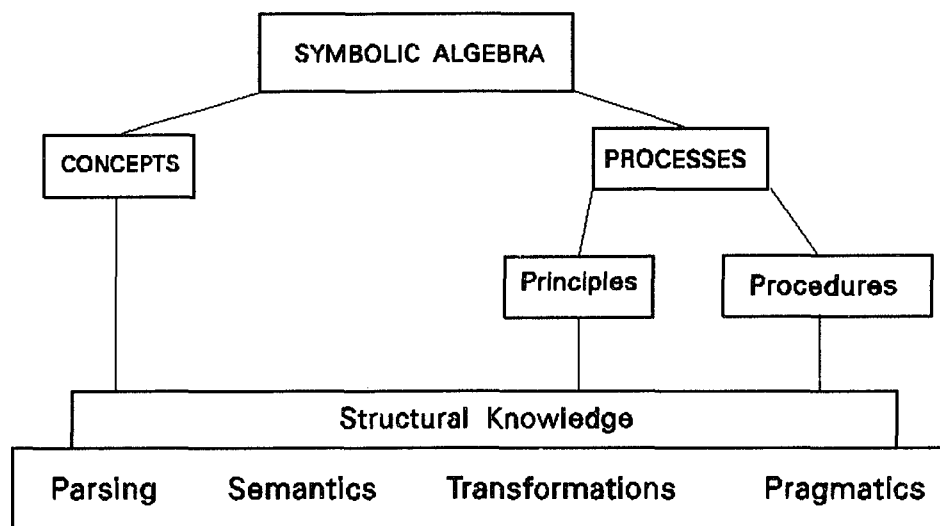 SYMBOLIC ALGEBRA
CONCEPTS
PROCESSES
Principles
Procedures
Structural Knowledge
Parsing Semantics Transformations Pragmatics